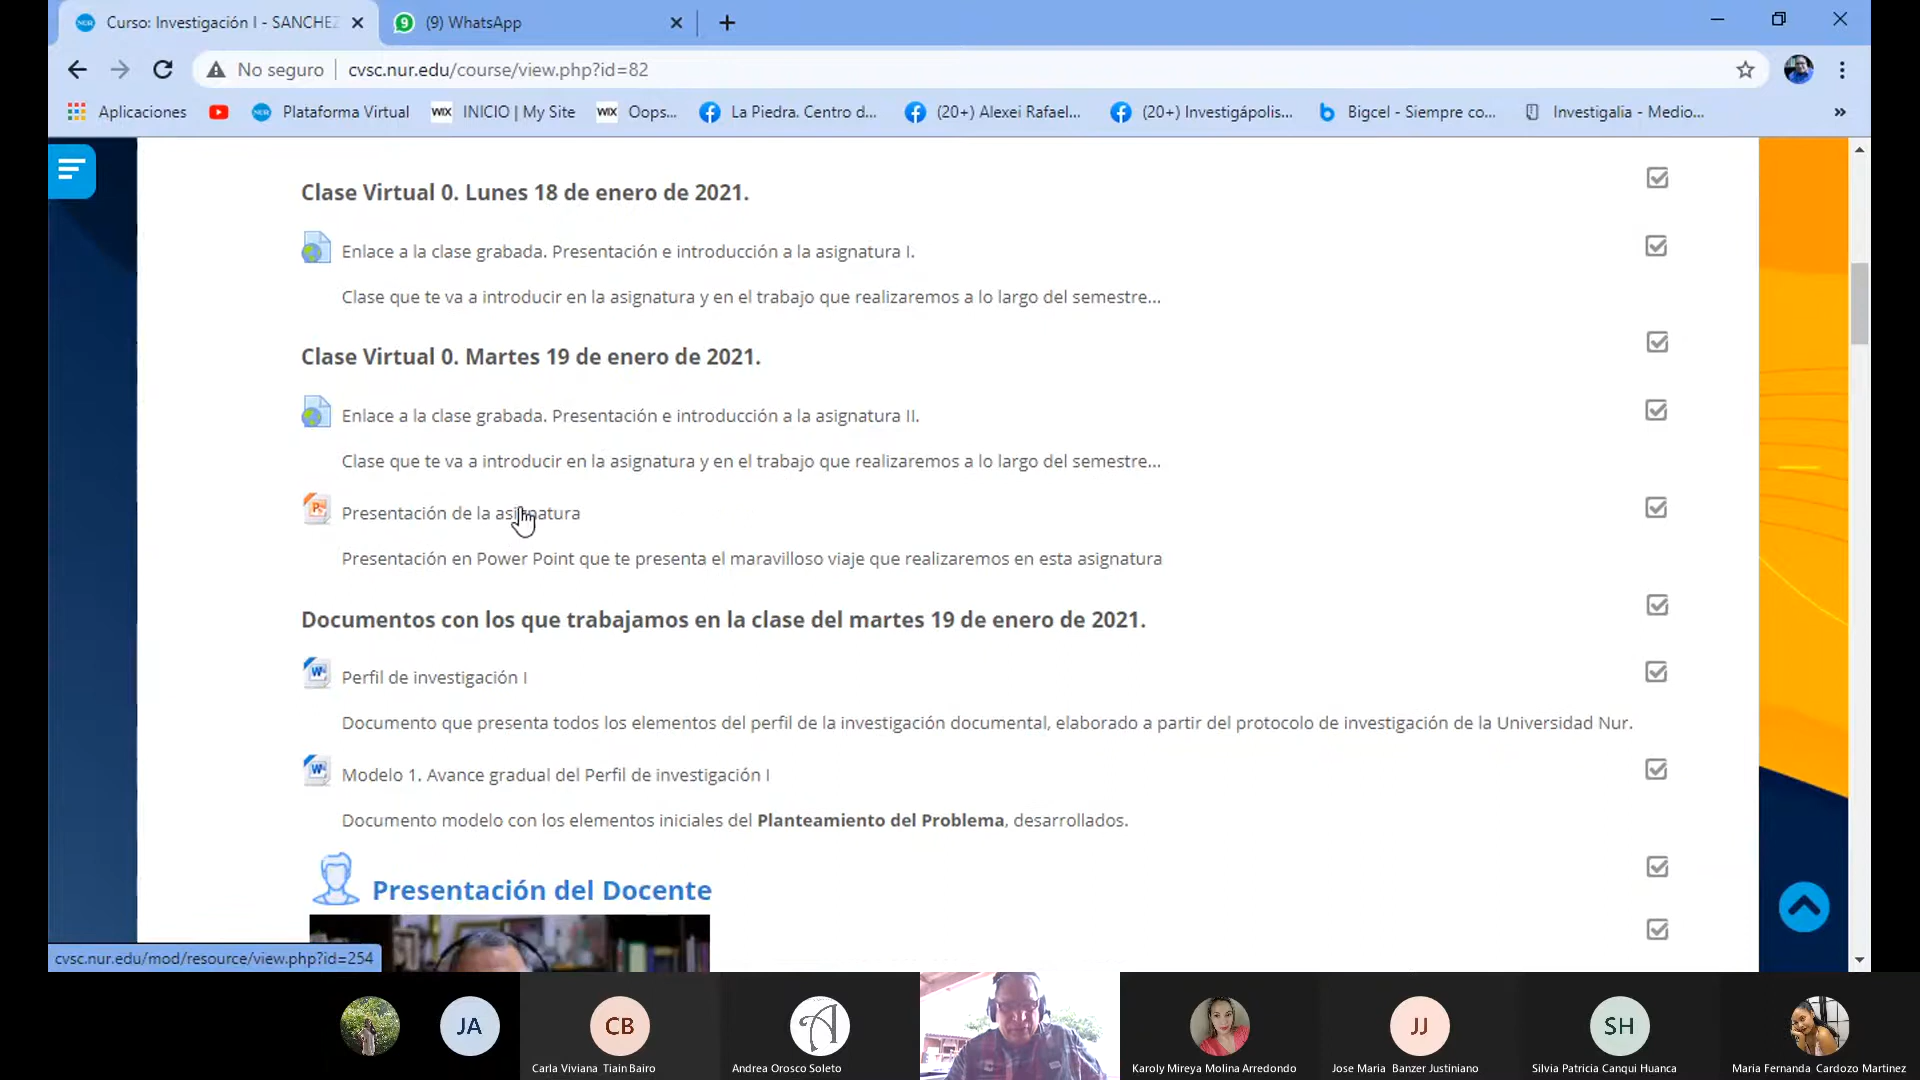 Curso: Investigación I - SANCHEZ
(9) WhatsApp
No seguro
cvsc.nur.edu/course/view.php?id=82
Aplicaciones
Plataforma Virtual
WIX INICIO | My Site
WIX Oops...
La Piedra. Centro d...
(20+) Alexei Rafael...
(20+) Investigápolis...
Bigcel - Siempre co...
Investigalia - Medio...
»
Clase Virtual 0. Lunes 18 de enero de 2021.
Enlace a la clase grabada. Presentación e introducción a la asignatura I.
Clase que te va a introducir en la asignatura y en el trabajo que realizaremos a lo largo del semestre...
Clase Virtual 0. Martes 19 de enero de 2021.
Enlace a la clase grabada. Presentación e introducción a la asignatura II.
Clase que te va a introducir en la asignatura y en el trabajo que realizaremos a lo largo del semestre...
Presentación de la asignatura
Presentación en Power Point que te presenta el maravilloso viaje que realizaremos en esta asignatura
Documentos con los que trabajamos en la clase del martes 19 de enero de 2021.
Perfil de investigación I
Documento que presenta todos los elementos del perfil de la investigación documental, elaborado a partir del protocolo de investigación de la Universidad Nur.
Modelo 1. Avance gradual del Perfil de investigación I
Documento modelo con los elementos iniciales del Planteamiento del Problema, desarrollados.
Presentación del Docente
cvsc.nur.edu/mod/resource/view.php?id=254
JA
CB
JJ
SH
Carla Viviana Tiain Bairo
Andrea Orosco Soleto
Karoly Mireya Molina Arredondo
Jose Maria Banzer Justiniano
Silvia Patricia Canqui Huanca
Maria Fernanda Cardozo Martinez